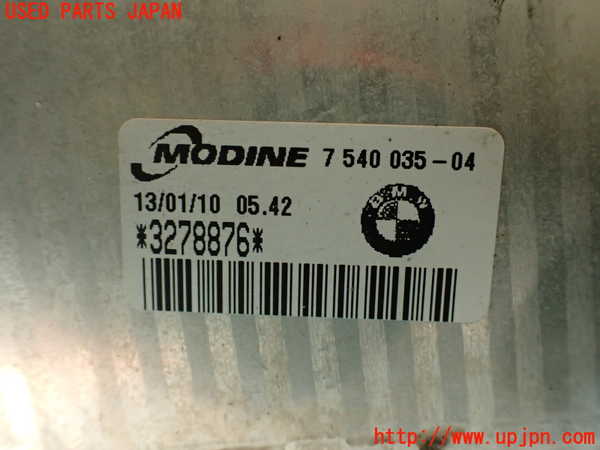 USED PARTS JAPAN
MODINE 7 540 035-04
13/01/10 05.42
BMW
*3278876*
http://www.upjpn.com/